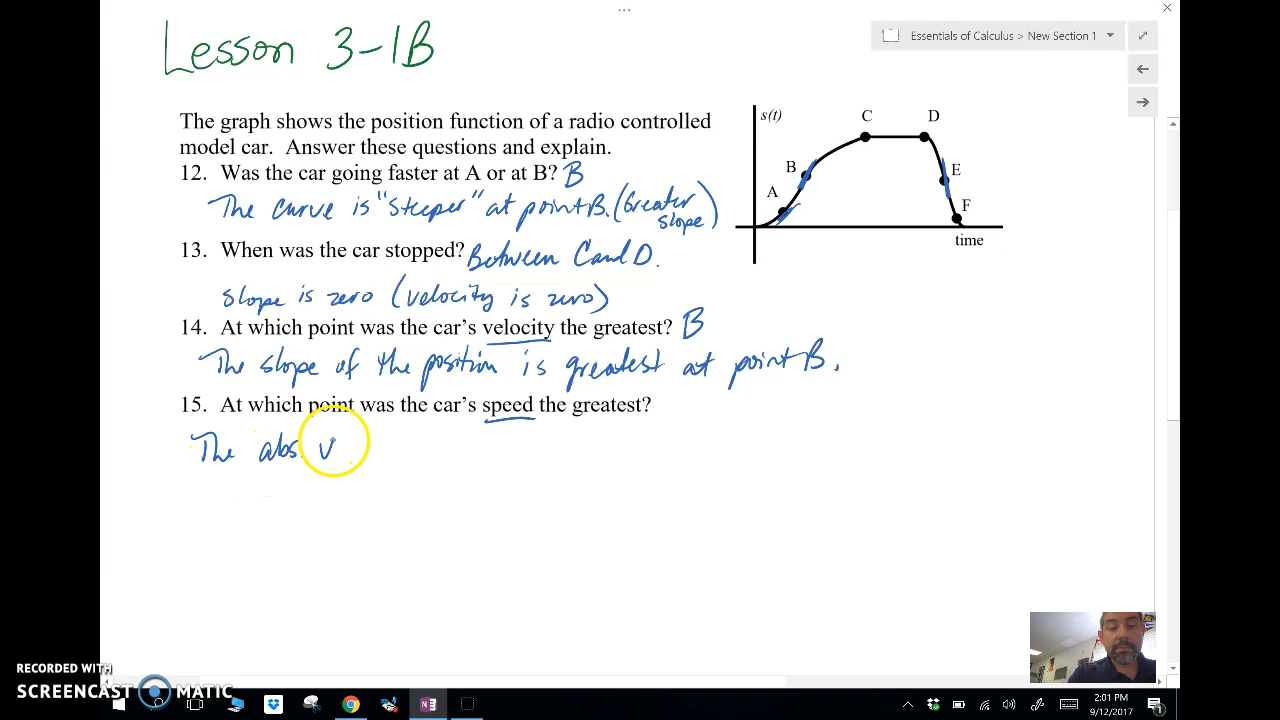 ...
Lesson 3-1B
Essentials of Calculus > New Section 1
The graph shows the position function of a radio controlled
model car. Answer these questions and explain.
12. Was the car going faster at A or at B? B
The curve is "steeper" at point B. (Greater
slope)
13. When was the car stopped? Between C and D.
slope is zero (velocity is zero)
14. At which point was the car's velocity the greatest? B
The slope of the position is greatest at point B.
15. At which point was the car's speed the greatest?
The abs. v
s(t)
C
D
B
A
E
F
time
RECORDED WITH
SCREENCAST MATIC
N3
2:01 PM
9/12/2017
1